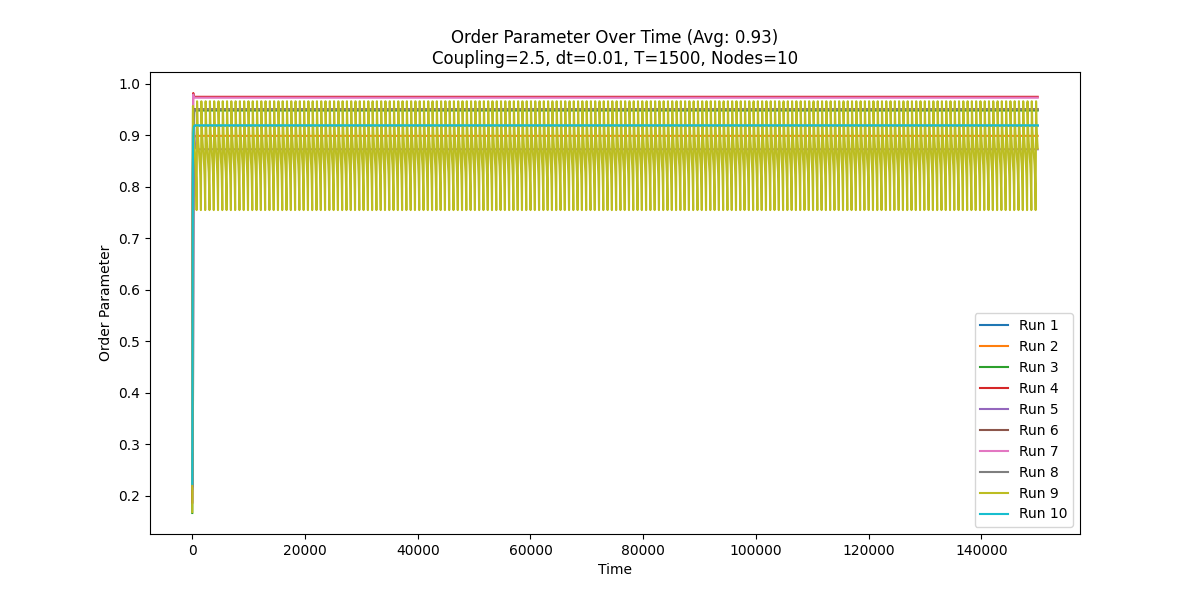 Order Parameter Over Time (Avg: 0.93)
Coupling=2.5, dt=0.01, T=1500, Nodes=10
Order Parameter
1.0
0.9
0.8
0.7
0.6
0.5
0.4
0.3
0.2
0 20000 40000 60000 80000 100000 120000 140000
Time
Run 1
Run 2
Run 3
Run 4
Run 5
Run 6
Run 7
Run 8
Run 9
Run 10